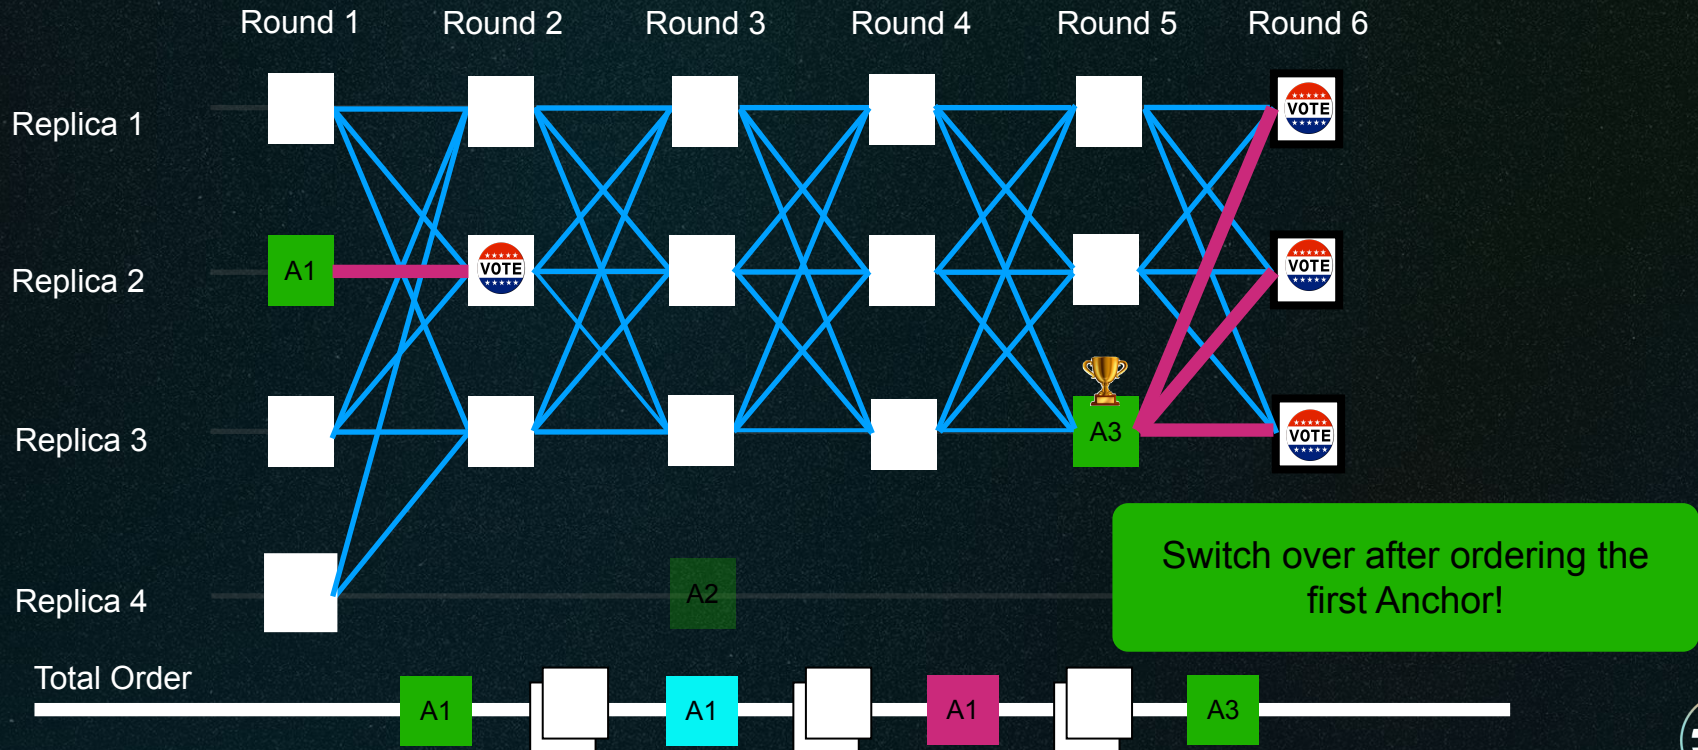 Round 1 Round 2 Round 3 Round 4 Round 5 Round 6
Replica 1
VOTE
Replica 2
A1
VOTE
VOTE
Replica 3
A3
VOTE
Switch over after ordering the
first Anchor!
Replica 4
A2
Total Order
A1 A1 A1 A3